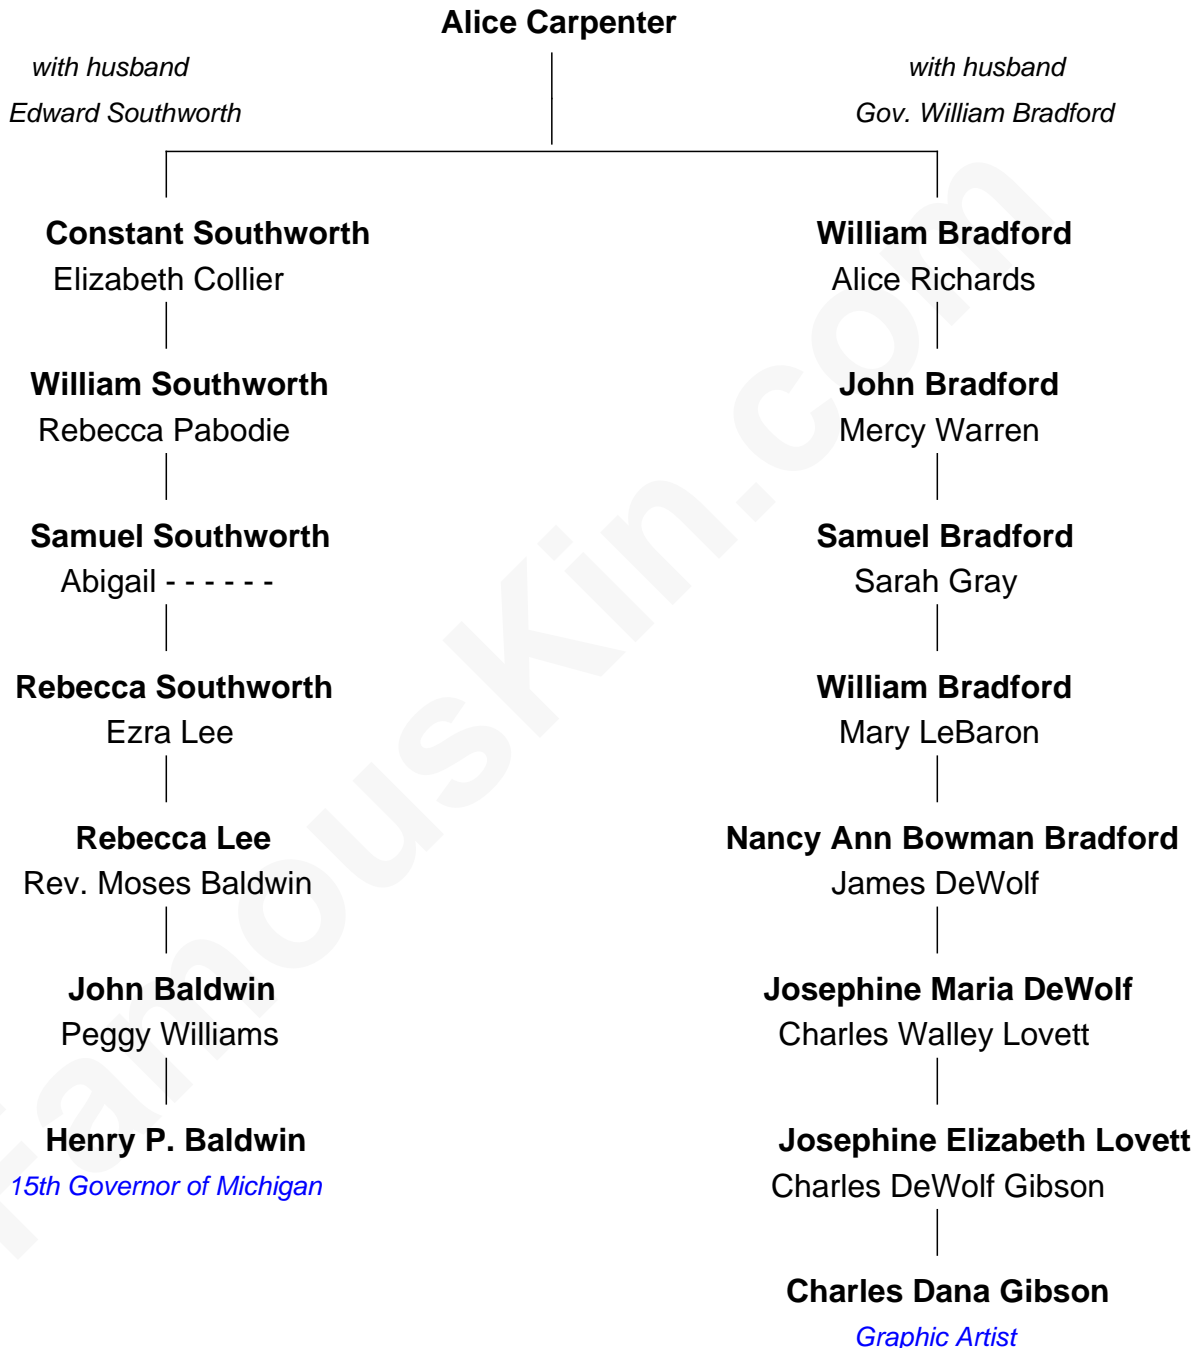 Alice Carpenter
with husband
Edward Southworth
with husband
Gov. William Bradford
Constant Southworth
Elizabeth Collier
William Southworth
Rebecca Pabodie
Samuel Southworth
Abigail - - - - - -
Rebecca Southworth
Ezra Lee
Rebecca Lee
Rev. Moses Baldwin
John Baldwin
Peggy Williams
Henry P. Baldwin
15th Governor of Michigan
William Bradford
Alice Richards
John Bradford
Mercy Warren
Samuel Bradford
Sarah Gray
William Bradford
Mary LeBaron
Nancy Ann Bowman Bradford
James DeWolf
Josephine Maria DeWolf
Charles Walley Lovett
Josephine Elizabeth Lovett
Charles DeWolf Gibson
Charles Dana Gibson
Graphic Artist
FamousKin.com